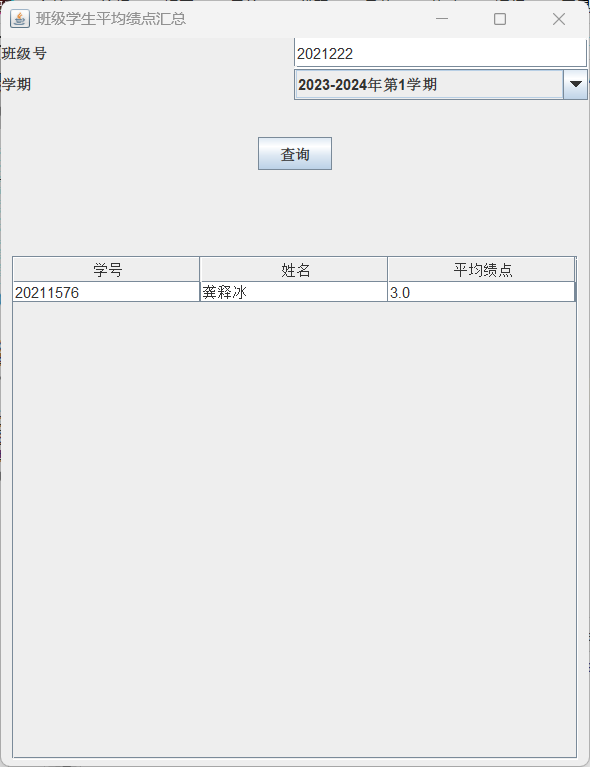 班级学生平均绩点汇总
班级号 2021222
学期 2023-2024年第1学期
查询
学号 姓名 平均绩点
20211576 龚释冰 3.0